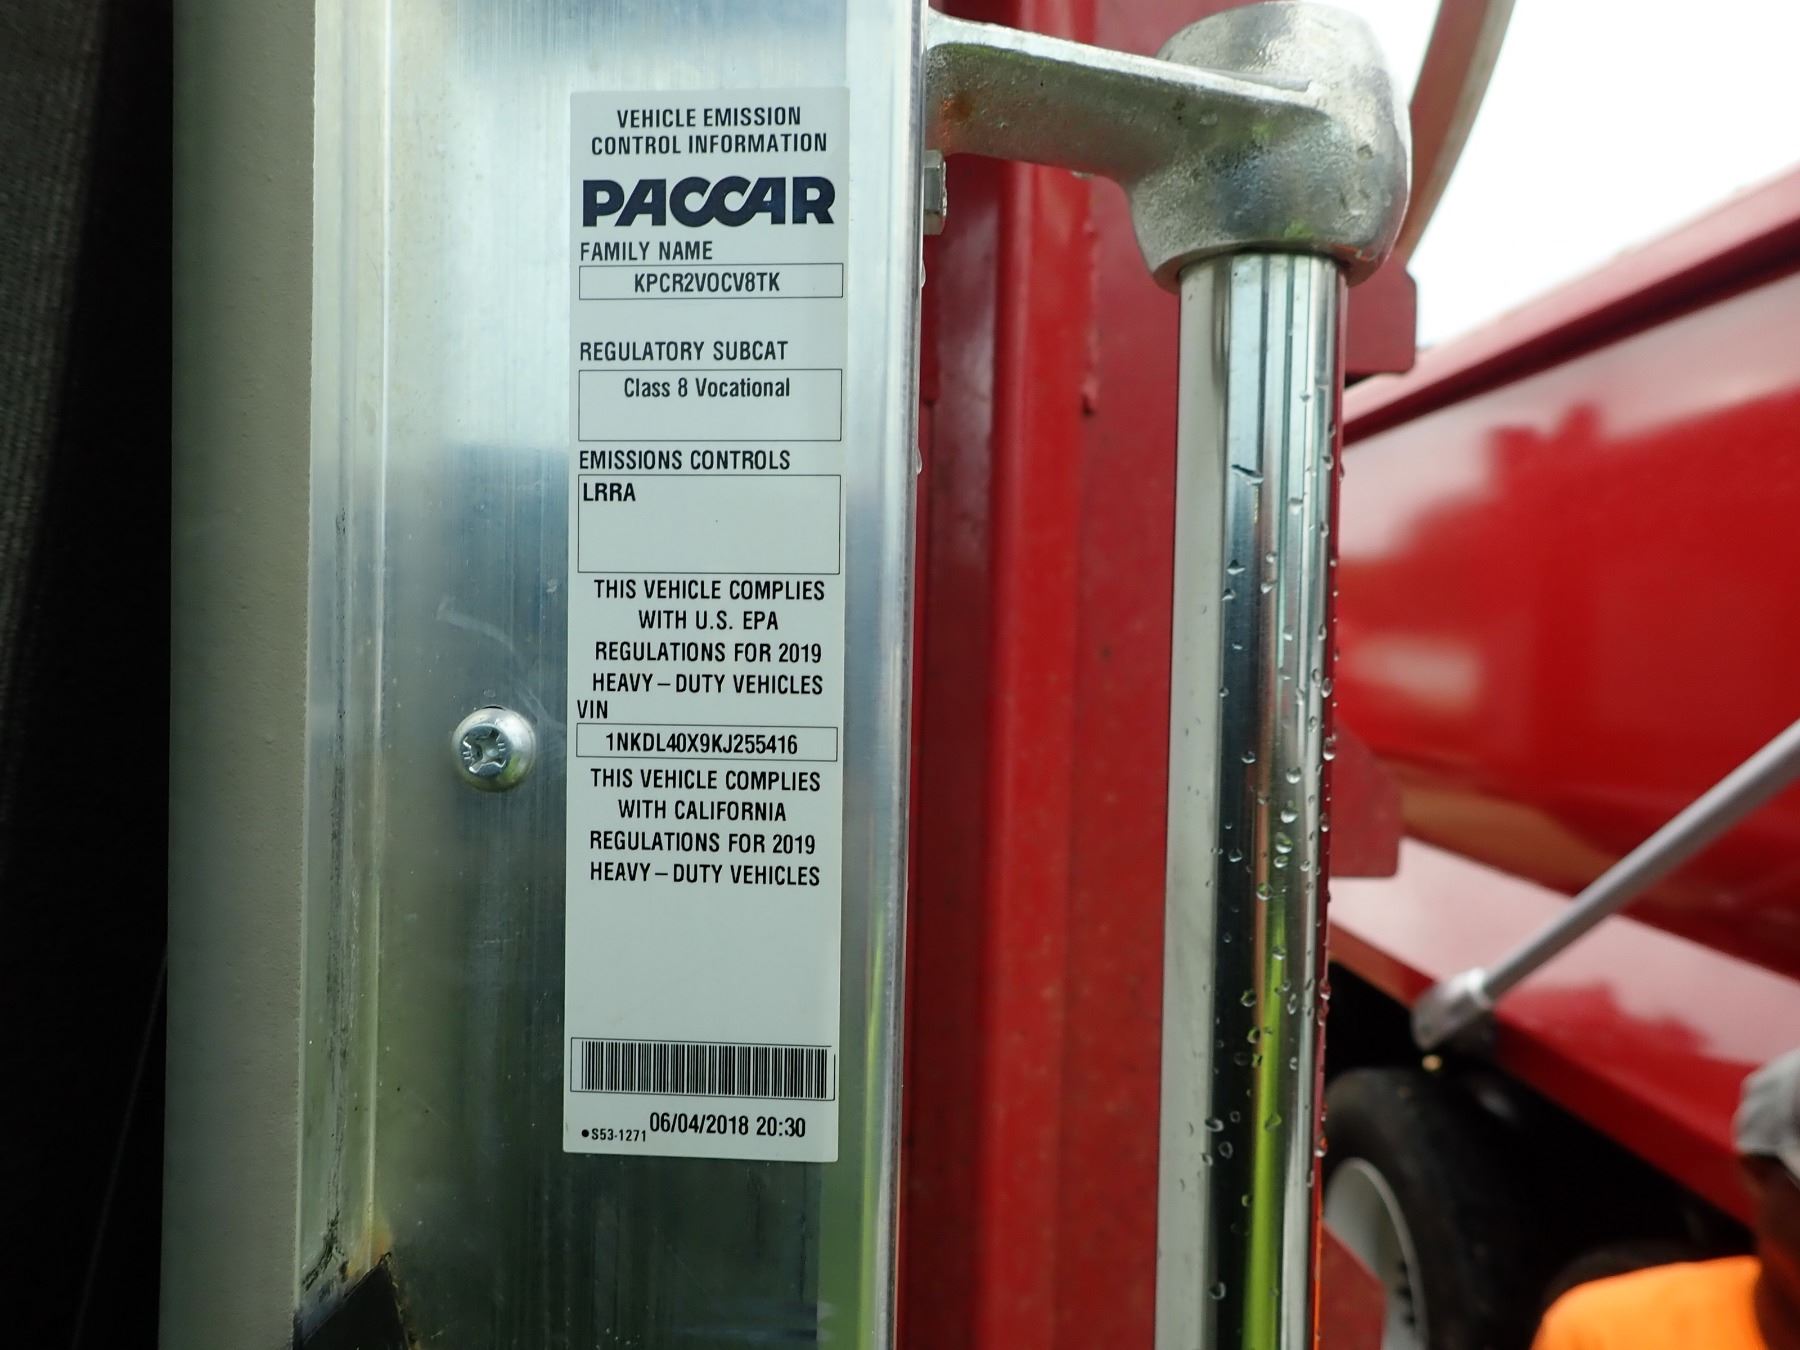 VEHICLE EMISSION
CONTROL INFORMATION
PACCAR
FAMILY NAME
KPCR2VOCV8TK
REGULATORY SUBCAT
Class 8 Vocational
EMISSIONS CONTROLS
LRRA
THIS VEHICLE COMPLIES
WITH U.S. EPA
REGULATIONS FOR 2019
HEAVY–DUTY VEHICLES
VIN
1NKDL40X9KJ255416
THIS VEHICLE COMPLIES
WITH CALIFORNIA
REGULATIONS FOR 2019
HEAVY–DUTY VEHICLES
●S53-1271 06/04/2018 20:30